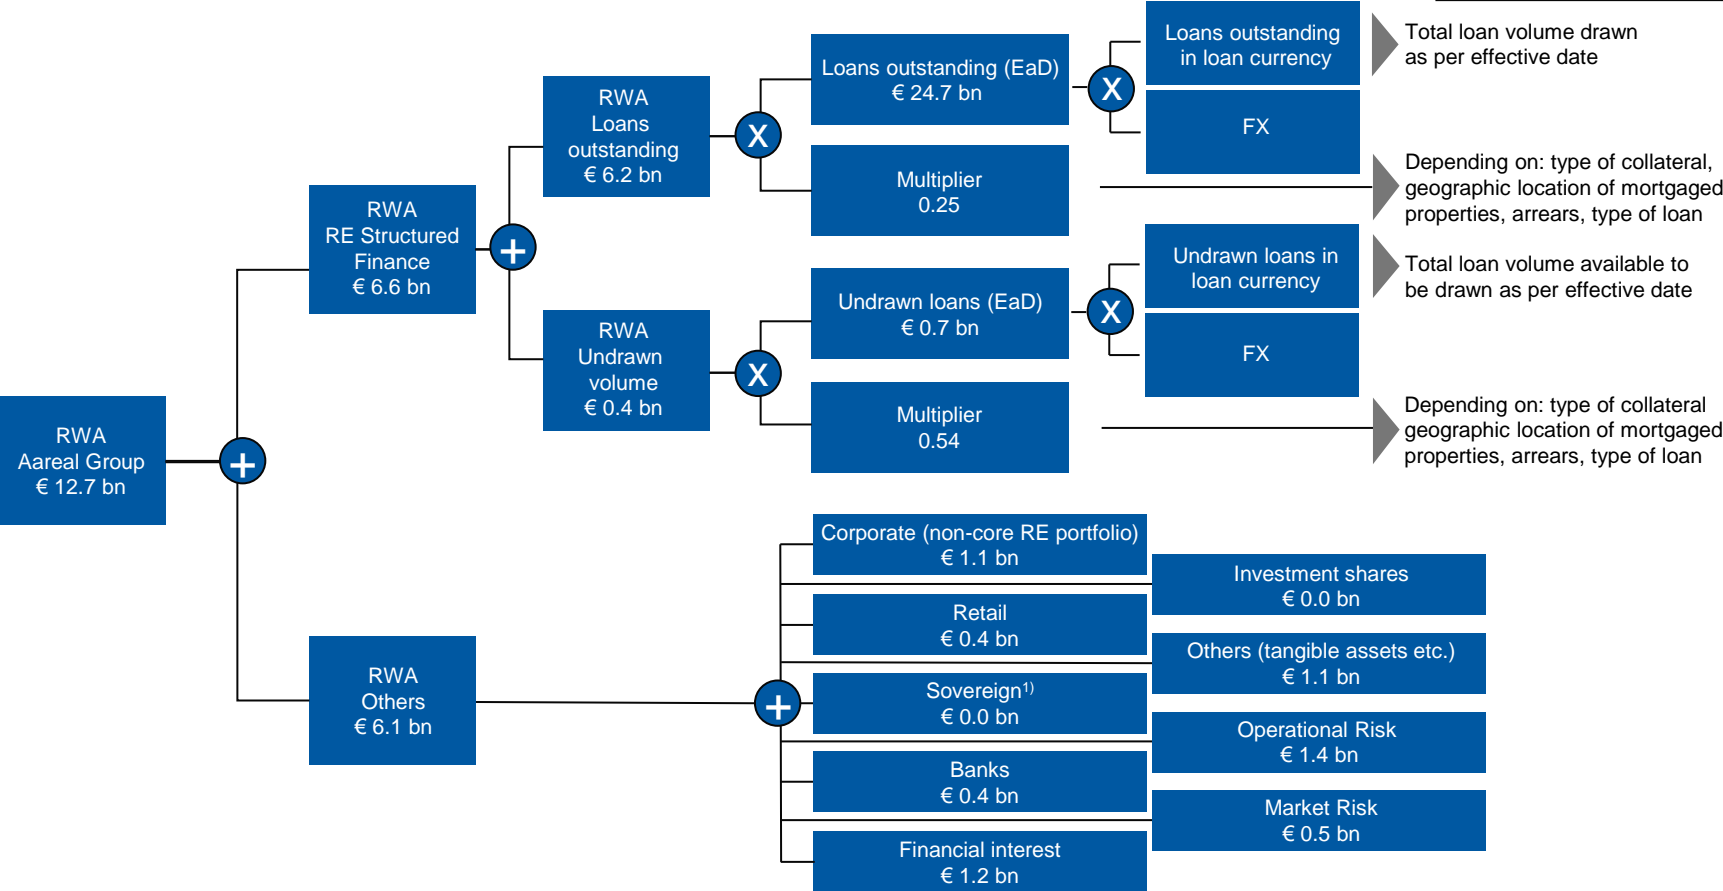 RWA
Aareal Group
€ 12.7 bn
+
RWA
RE Structured
Finance
€ 6.6 bn
+
RWA
Loans
outstanding
€ 6.2 bn
X
Loans outstanding (EaD)
€ 24.7 bn
X
Loans outstanding
in loan currency
Total loan volume drawn
as per effective date
FX
Multiplier
0.25
Depending on: type of collateral,
geographic location of mortgaged
properties, arrears, type of loan
RWA
Undrawn
volume
€ 0.4 bn
X
Undrawn loans (EaD)
€ 0.7 bn
X
Undrawn loans in
loan currency
Total loan volume available to
be drawn as per effective date
FX
Multiplier
0.54
Depending on: type of collateral
geographic location of mortgaged
properties, arrears, type of loan
RWA
Others
€ 6.1 bn
+
Corporate (non-core RE portfolio)
€ 1.1 bn
Investment shares
€ 0.0 bn
Retail
€ 0.4 bn
Others (tangible assets etc.)
€ 1.1 bn
Sovereign1)
€ 0.0 bn
Operational Risk
€ 1.4 bn
Banks
€ 0.4 bn
Market Risk
€ 0.5 bn
Financial interest
€ 1.2 bn